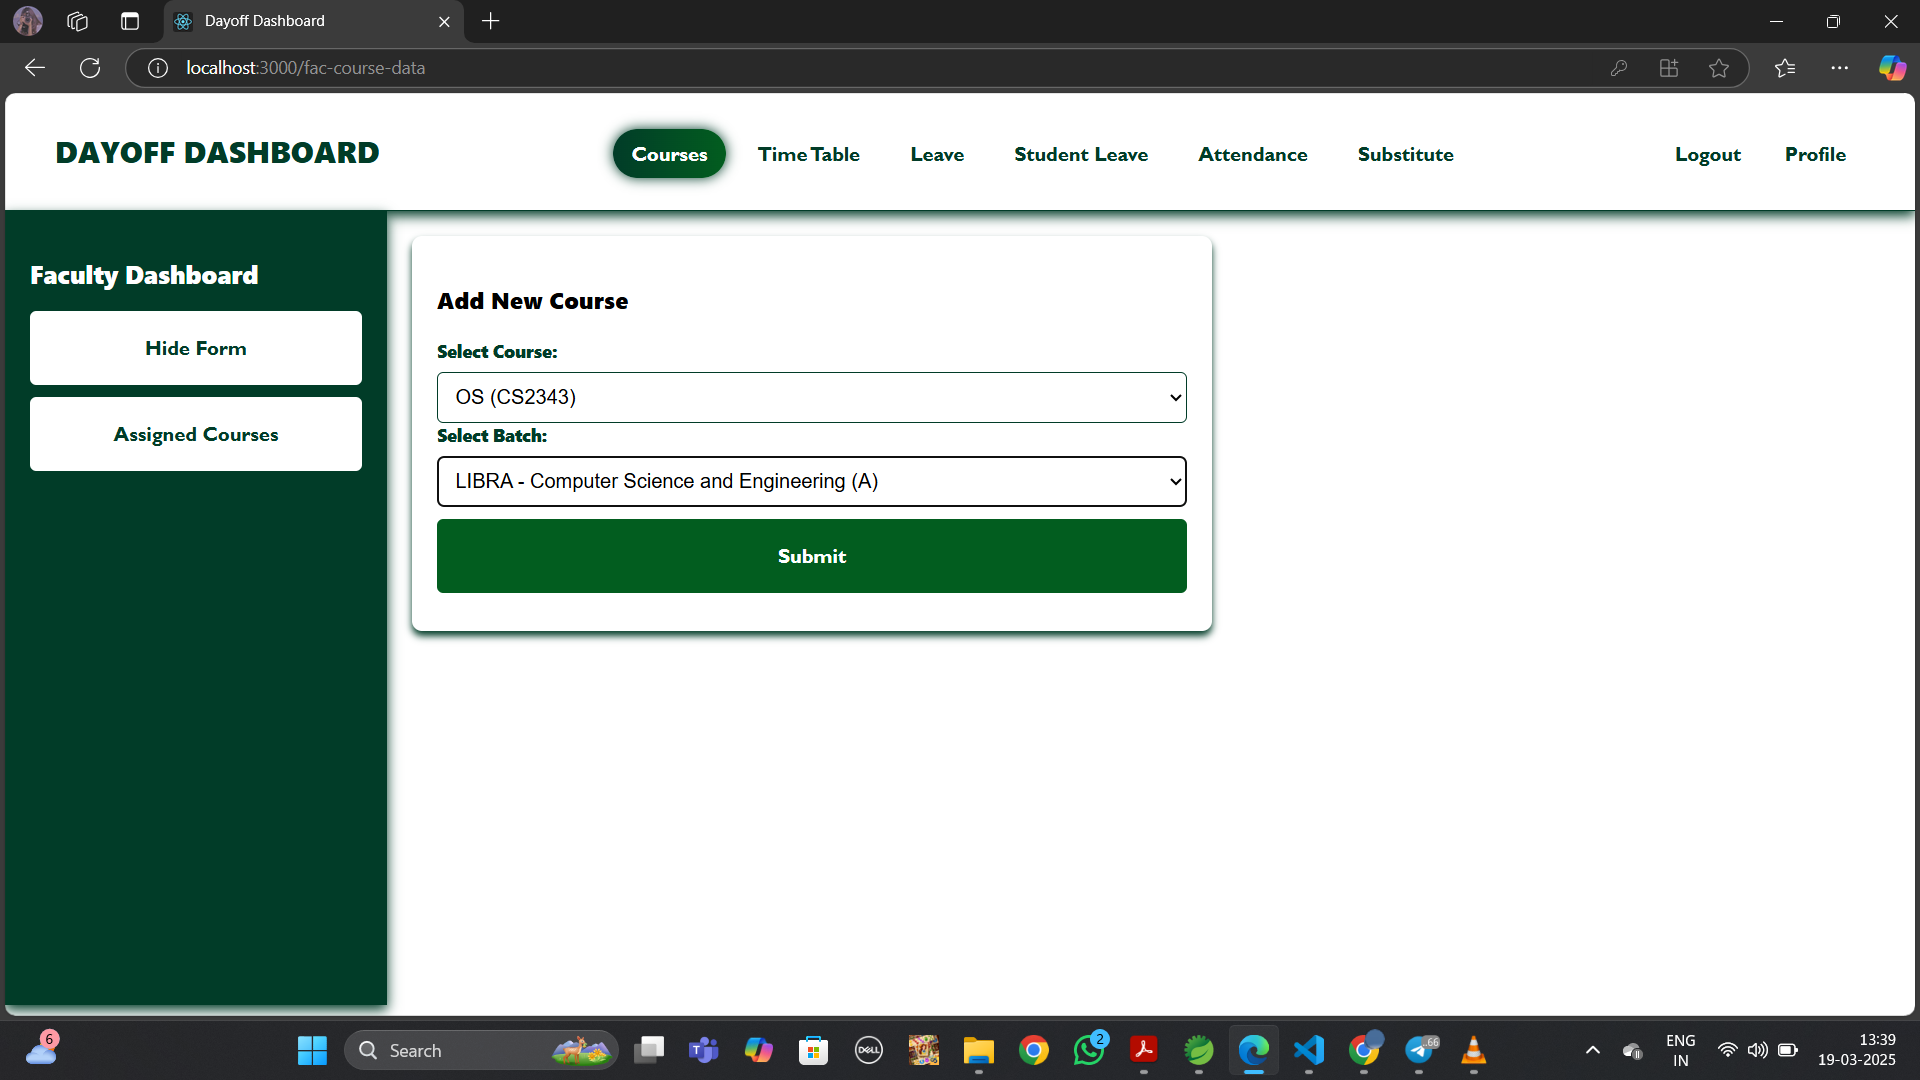 Dayoff Dashboard
localhost:3000/fac-course-data
DAYOFF DASHBOARD
Courses
Time Table
Leave
Student Leave
Attendance
Substitute
Logout
Profile
Faculty Dashboard
Hide Form
Assigned Courses
Add New Course
Select Course:
OS (CS2343)
Select Batch:
LIBRA - Computer Science and Engineering (A)
Submit
6
Search
DELL
2
66
ENG
IN
13:39
19-03-2025